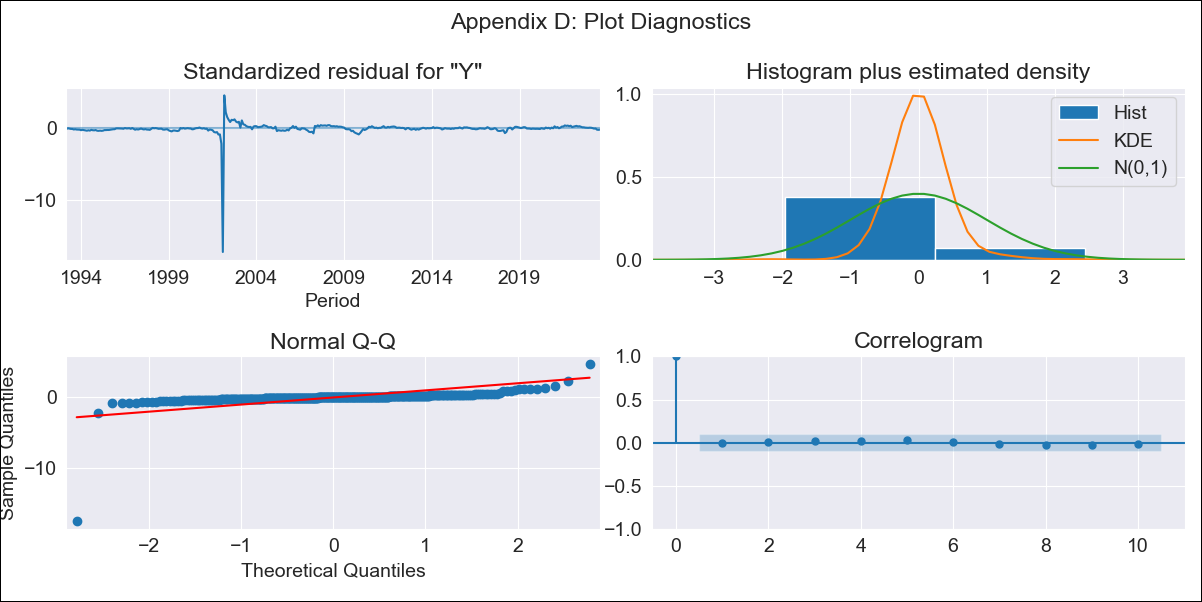 Appendix D: Plot Diagnostics
Standardized residual for "Y"
0
−10
1994 1999 2004 2009 2014 2019
Period
Histogram plus estimated density
1.0
0.5
0.0
Hist
KDE
N(0,1)
−3 −2 −1 0 1 2 3
Normal Q-Q
Sample Quantiles
0
−10
−2 −1 0 1 2
Theoretical Quantiles
Correlogram
1.0
0.5
0.0
−0.5
−1.0
0 2 4 6 8 10